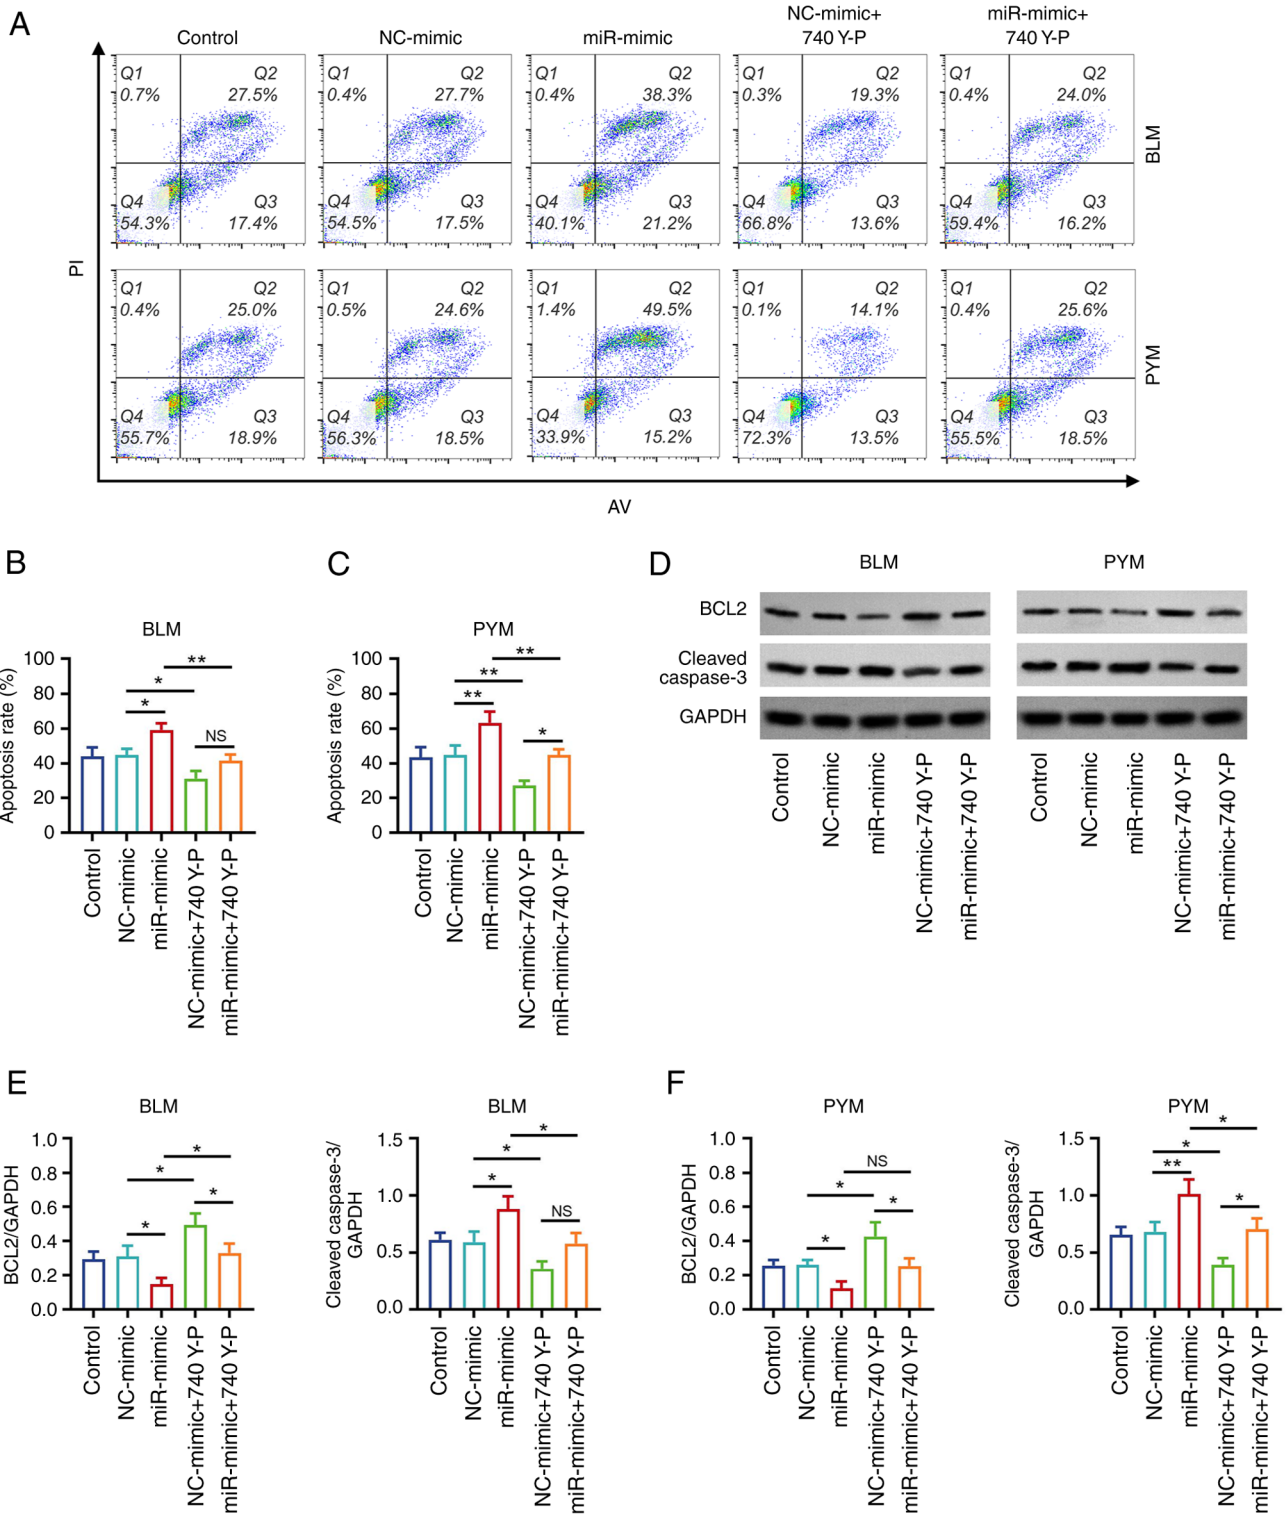 A
Control
NC-mimic
miR-mimic
NC-mimic+
740 Y-P
miR-mimic+
740 Y-P
Q1
0.7%
Q2
27.5%
Q4
54.3%
Q3
17.4%
Q1
0.4%
Q2
27.7%
Q4
54.5%
Q3
17.5%
Q1
0.4%
Q2
38.3%
Q4
40.1%
Q3
21.2%
Q1
0.3%
Q2
19.3%
Q4
66.8%
Q3
13.6%
Q1
0.4%
Q2
24.0%
Q4
59.4%
Q3
16.2%
BLM
Q1
0.4%
Q2
25.0%
Q4
55.7%
Q3
18.9%
Q1
0.5%
Q2
24.6%
Q4
56.3%
Q3
18.5%
Q1
1.4%
Q2
49.5%
Q4
33.9%
Q3
15.2%
Q1
0.1%
Q2
14.1%
Q4
72.3%
Q3
13.5%
Q1
0.4%
Q2
25.6%
Q4
55.5%
Q3
18.5%
PYM
PI
AV
B
BLM
Apoptosis rate (%)
100
80
60
40
20
0
**
*
*
NS
Control
NC-mimic
miR-mimic
NC-mimic+740 Y-P
miR-mimic+740 Y-P
C
PYM
Apoptosis rate (%)
100
80
60
40
20
0
**
**
**
*
Control
NC-mimic
miR-mimic
NC-mimic+740 Y-P
miR-mimic+740 Y-P
D
BLM
PYM
BCL2
Cleaved
caspase-3
GAPDH
Control
NC-mimic
miR-mimic
NC-mimic+740 Y-P
miR-mimic+740 Y-P
Control
NC-mimic
miR-mimic
NC-mimic+740 Y-P
miR-mimic+740 Y-P
E
BLM
BCL2/GAPDH
1.0
0.8
0.6
0.4
0.2
0.0
*
*
*
*
Control
NC-mimic
miR-mimic
NC-mimic+740 Y-P
miR-mimic+740 Y-P
BLM
Cleaved caspase-3/
GAPDH
1.5
1.0
0.5
0.0
*
*
*
NS
Control
NC-mimic
miR-mimic
NC-mimic+740 Y-P
miR-mimic+740 Y-P
F
PYM
BCL2/GAPDH
1.0
0.8
0.6
0.4
0.2
0.0
NS
*
*
*
Control
NC-mimic
miR-mimic
NC-mimic+740 Y-P
miR-mimic+740 Y-P
PYM
Cleaved caspase-3/
GAPDH
1.5
1.0
0.5
0.0
*
*
**
*
Control
NC-mimic
miR-mimic
NC-mimic+740 Y-P
miR-mimic+740 Y-P